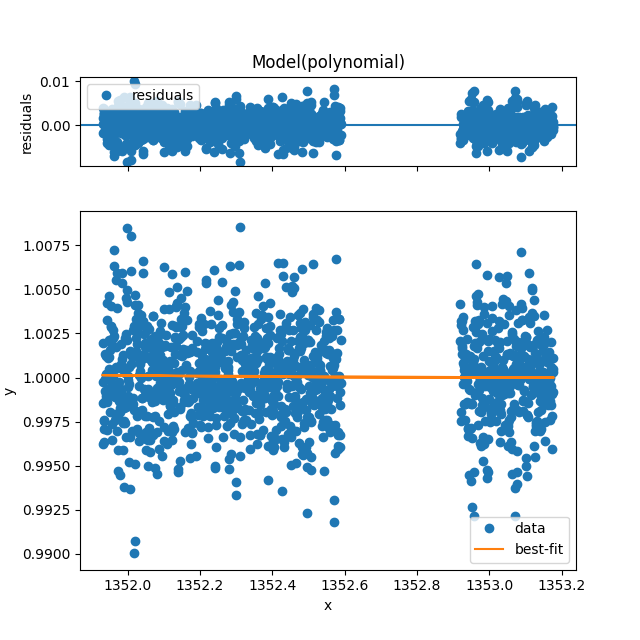 Model(polynomial)
0.01
0.00
residuals
residuals
1.0075
1.0050
1.0025
1.0000
0.9975
0.9950
0.9925
0.9900
y
data
best-fit
1352.0 1352.2 1352.4 1352.6 1352.8 1353.0 1353.2
x